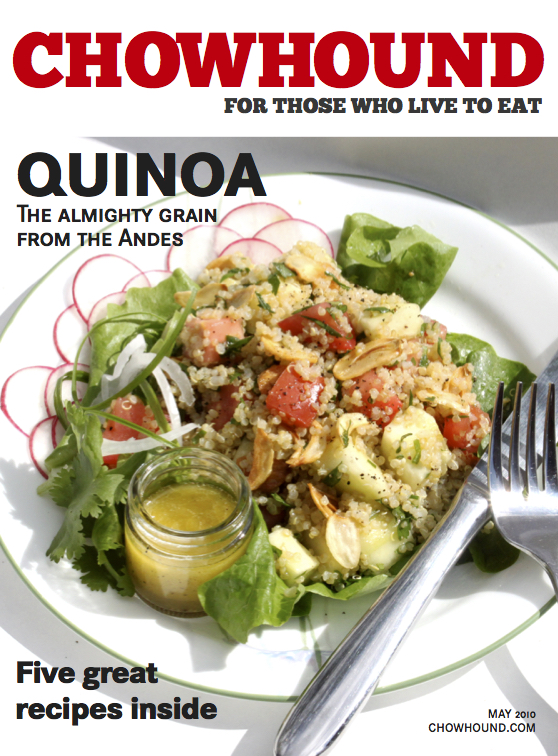 CHOWHOUND
FOR THOSE WHO LIVE TO EAT
QUINOA
THE ALMIGHTY GRAIN
FROM THE ANDES
Five great
recipes inside
MAY 2010
CHOWHOUND.COM